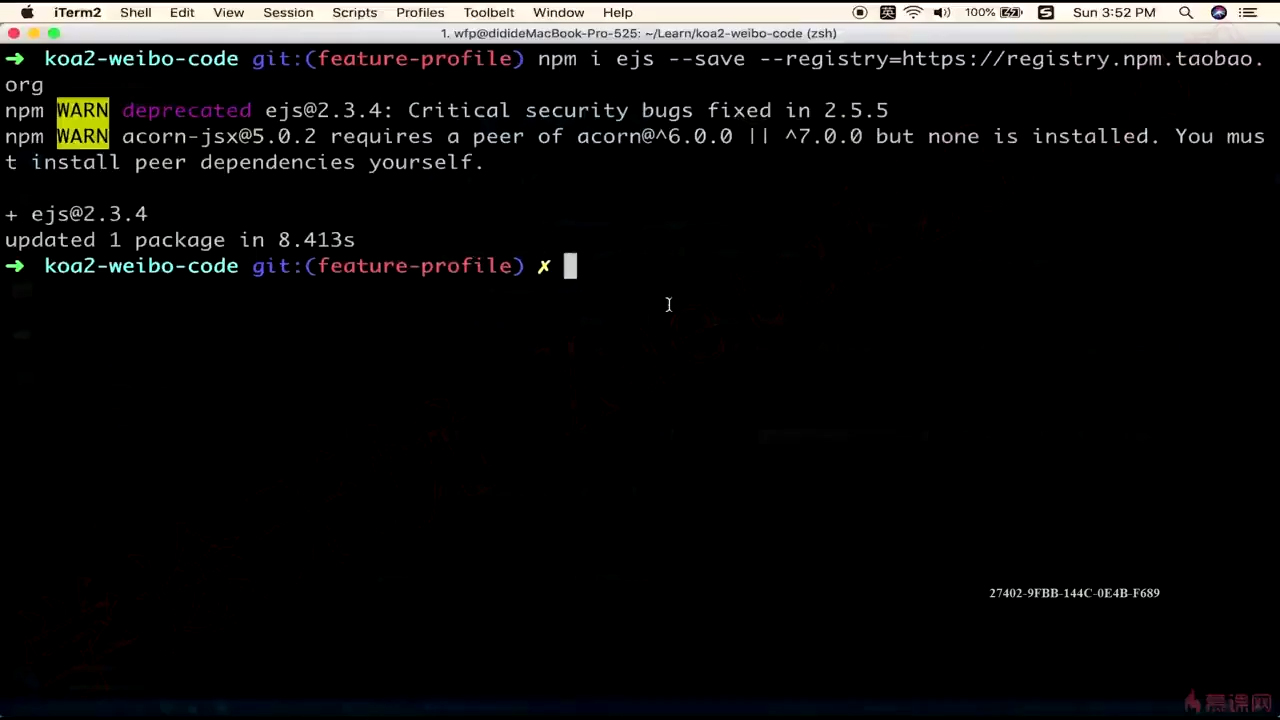 iTerm2 Shell Edit View Session Scripts Profiles Toolbelt Window Help 英 100% S Sun 3:52 PM
1. wfp@didideMacBook-Pro-525: ~/Learn/koa2-weibo-code (zsh)
➜ koa2-weibo-code git:(feature-profile) npm i ejs --save --registry=https://registry.npm.taobao.
org
npm WARN deprecated ejs@2.3.4: Critical security bugs fixed in 2.5.5
npm WARN acorn-jsx@5.0.2 requires a peer of acorn@^6.0.0 || ^7.0.0 but none is installed. You mus
t install peer dependencies yourself.
+ ejs@2.3.4
updated 1 package in 8.413s
➜ koa2-weibo-code git:(feature-profile) ✗
27402-9FBB-144C-0E4B-F689
慕课网